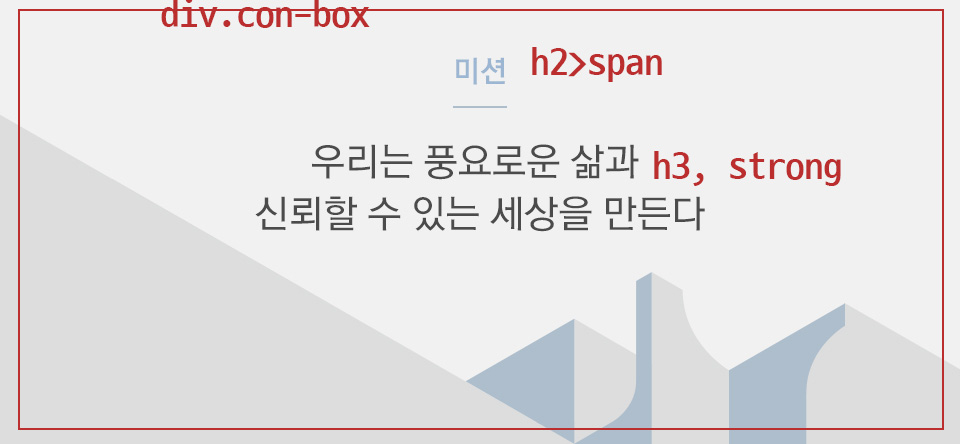 div.con-box
미션 h2>span
우리는 풍요로운 삶과 h3, strong
신뢰할 수 있는 세상을 만든다